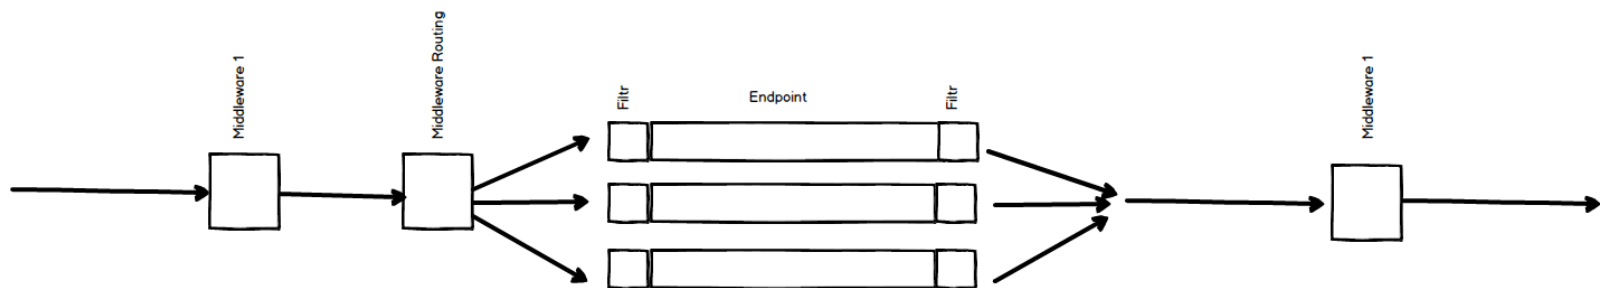 Middleware 1
Middleware Routing
Filtr
Endpoint
Filtr
Middleware 1